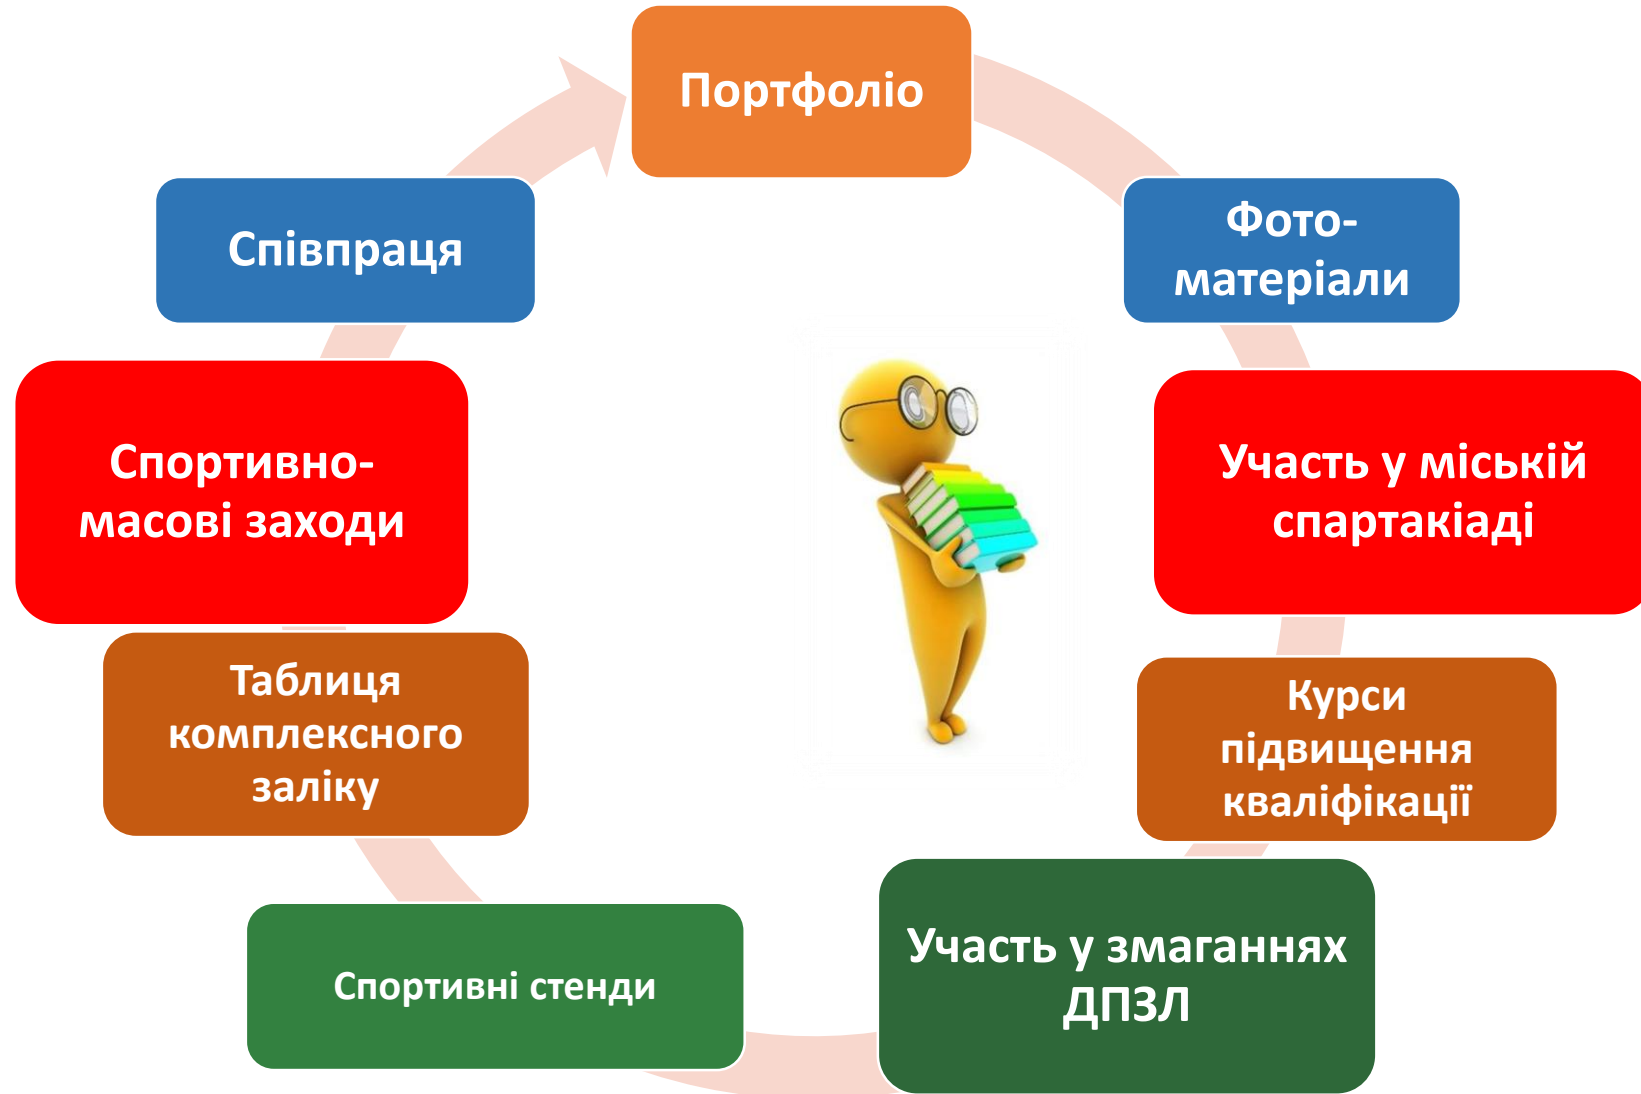 Портфоліо
Фото-
матеріали
Участь у міській
спартакіаді
Курси
підвищення
кваліфікації
Участь у змаганнях
ДПЗЛ
Спортивні стенди
Таблиця
комплексного
заліку
Спортивно-
масові заходи
Співпраця